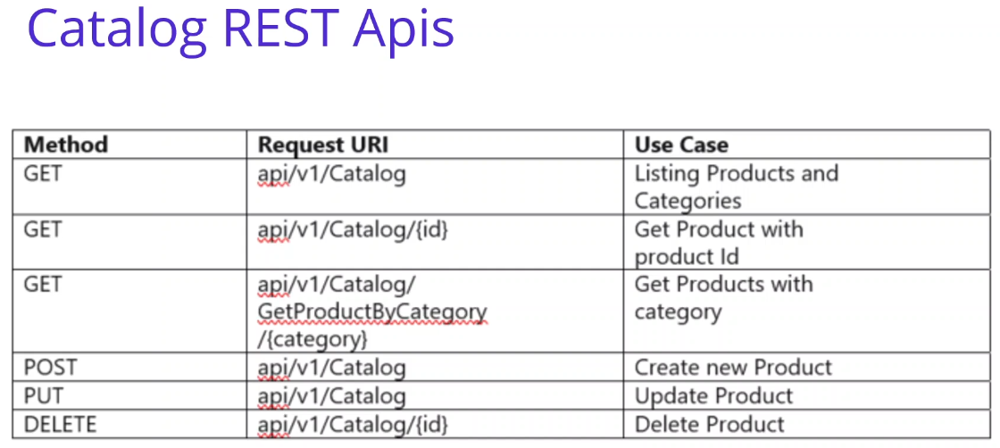 Catalog REST Apis
Method Request URI Use Case
GET api/v1/Catalog Listing Products and
Categories
GET api/v1/Catalog/{id} Get Product with
product Id
GET api/v1/Catalog/ Get Products with
GetProductByCategory category
/{category}
POST api/v1/Catalog Create new Product
PUT api/v1/Catalog Update Product
DELETE api/v1/Catalog/{id} Delete Product